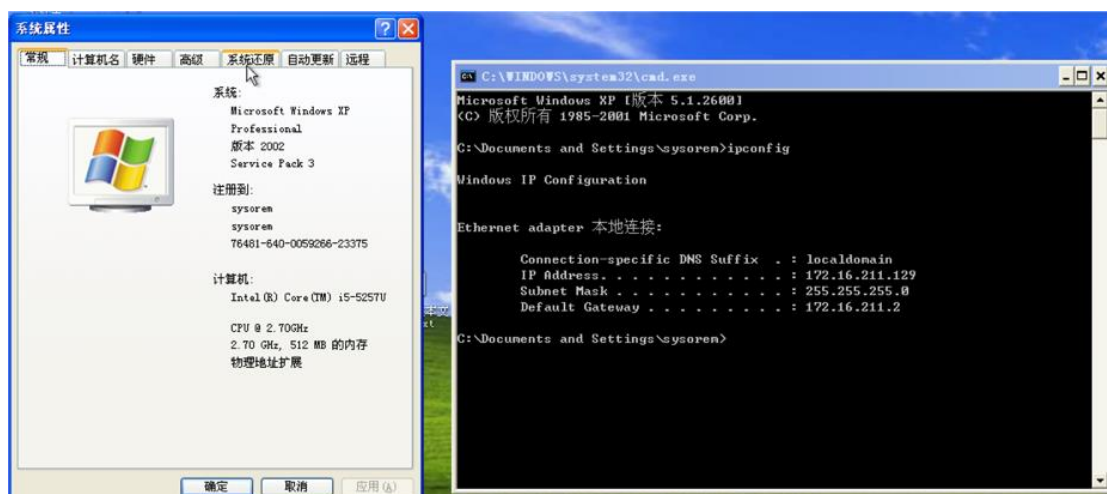 系统属性
常规 计算机名 硬件 高级 系统还原 自动更新 远程
系统:
Microsoft Windows XP
Professional
版本 2002
Service Pack 3
注册到:
sysorem
sysorem
76481-640-0059266-23375
计算机:
Intel(R) Core(TM) i5-5257U
CPU @ 2.70GHz
2.70 GHz, 512 MB 的内存
物理地址扩展
确定 取消 应用(A)
C:\WINDOWS\system32\cmd.exe
Microsoft Windows XP [版本 5.1.2600]
(C) 版权所有 1985-2001 Microsoft Corp.
C:\Documents and Settings\sysorem>ipconfig
Windows IP Configuration
Ethernet adapter 本地连接:
Connection-specific DNS Suffix . : localdomain
IP Address. . . . . . . . . . . . : 172.16.211.129
Subnet Mask . . . . . . . . . . . : 255.255.255.0
Default Gateway . . . . . . . . . : 172.16.211.2
C:\Documents and Settings\sysorem>